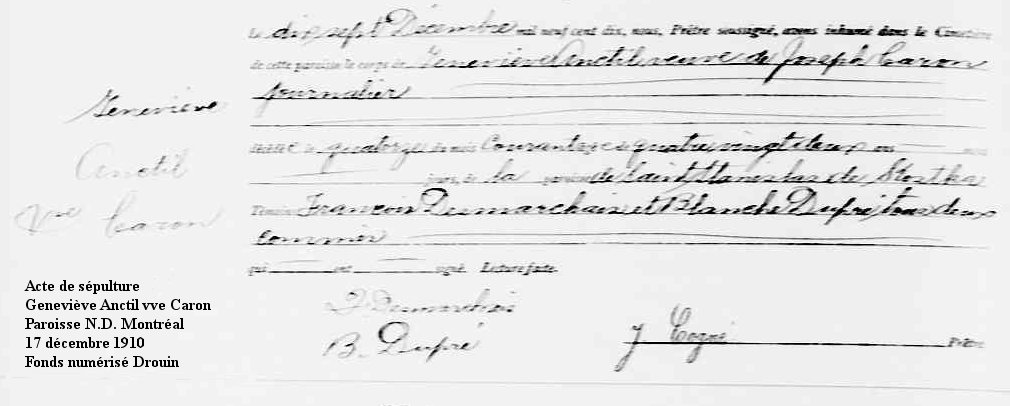 Le dix sept Décembre mil neuf cent dix, nous, Prêtre soussigné, avons inhumé dans le Cimetière
de cette paroisse le corps de Geneviève Anctil veuve de Joseph Caron
journalier
Geneviève
Anctil
Vve Caron
décédée le quatorze du mois Courant âgée quatre vingt deux ans mois
jours, de la paroisse de Saint Stanislas de Kostka
Témoins François Desmarchais et Blanche Dupré tous deux
commis
qui ont signé. Lecture faite.
F Desmarchais
B. Dupré
J Cogné Prêtre
Acte de sépulture
Geneviève Anctil vve Caron
Paroisse N.D. Montréal
17 décembre 1910
Fonds numérisé Drouin